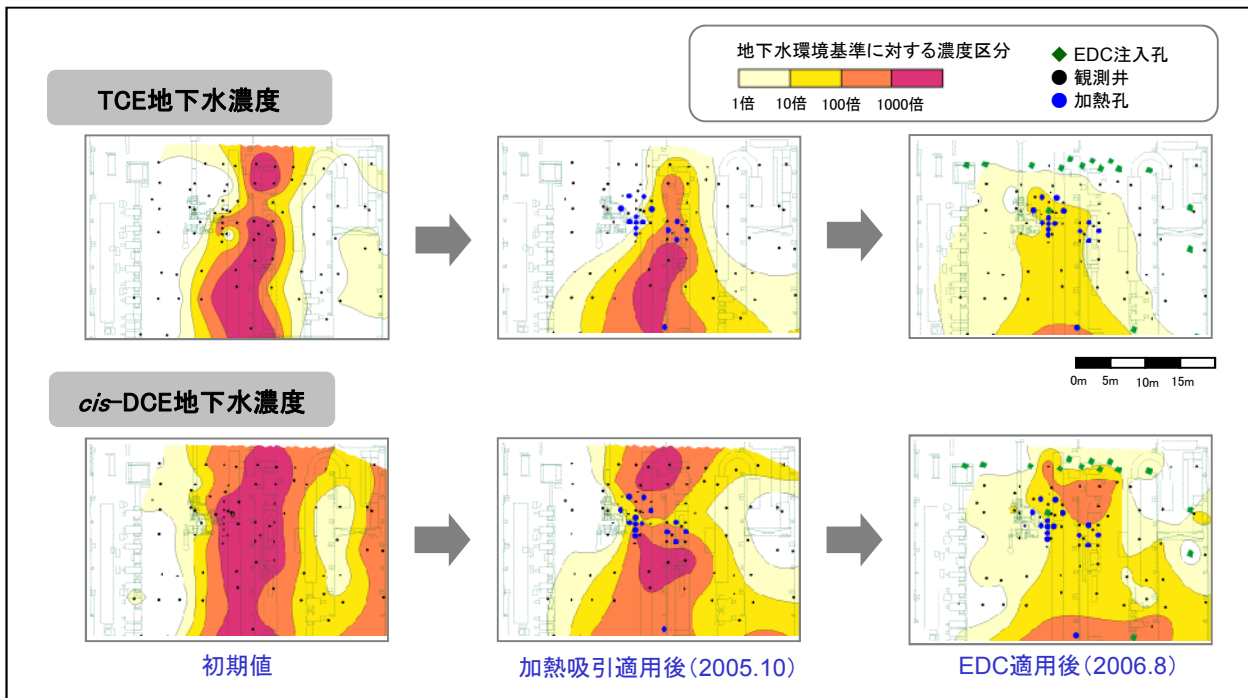 地下水環境基準に対する濃度区分
1倍 10倍 100倍 1000倍
EDC注入孔
観測井
加熱孔
TCE地下水濃度
0m 5m 10m 15m
cis-DCE地下水濃度
初期値
加熱吸引適用後(2005.10)
EDC適用後(2006.8)